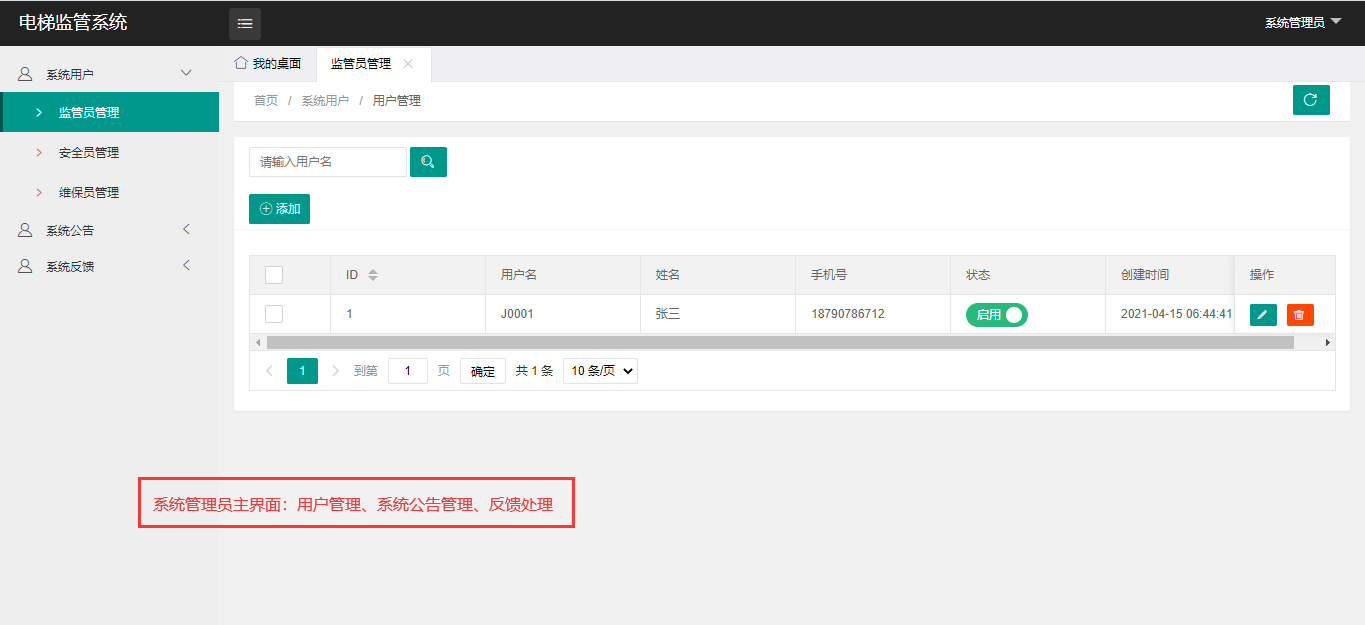 电梯监管系统
系统管理员
系统用户
监管员管理
安全员管理
维保员管理
系统公告
系统反馈
我的桌面
监管员管理
首页 / 系统用户 / 用户管理
请输入用户名
添加
ID 用户名 姓名 手机号 状态 创建时间 操作
1 J0001 张三 18790786712 启用 2021-04-15 06:44:41
1 到第 1 页 确定 共 1 条 10 条/页
系统管理员主界面：用户管理、系统公告管理、反馈处理